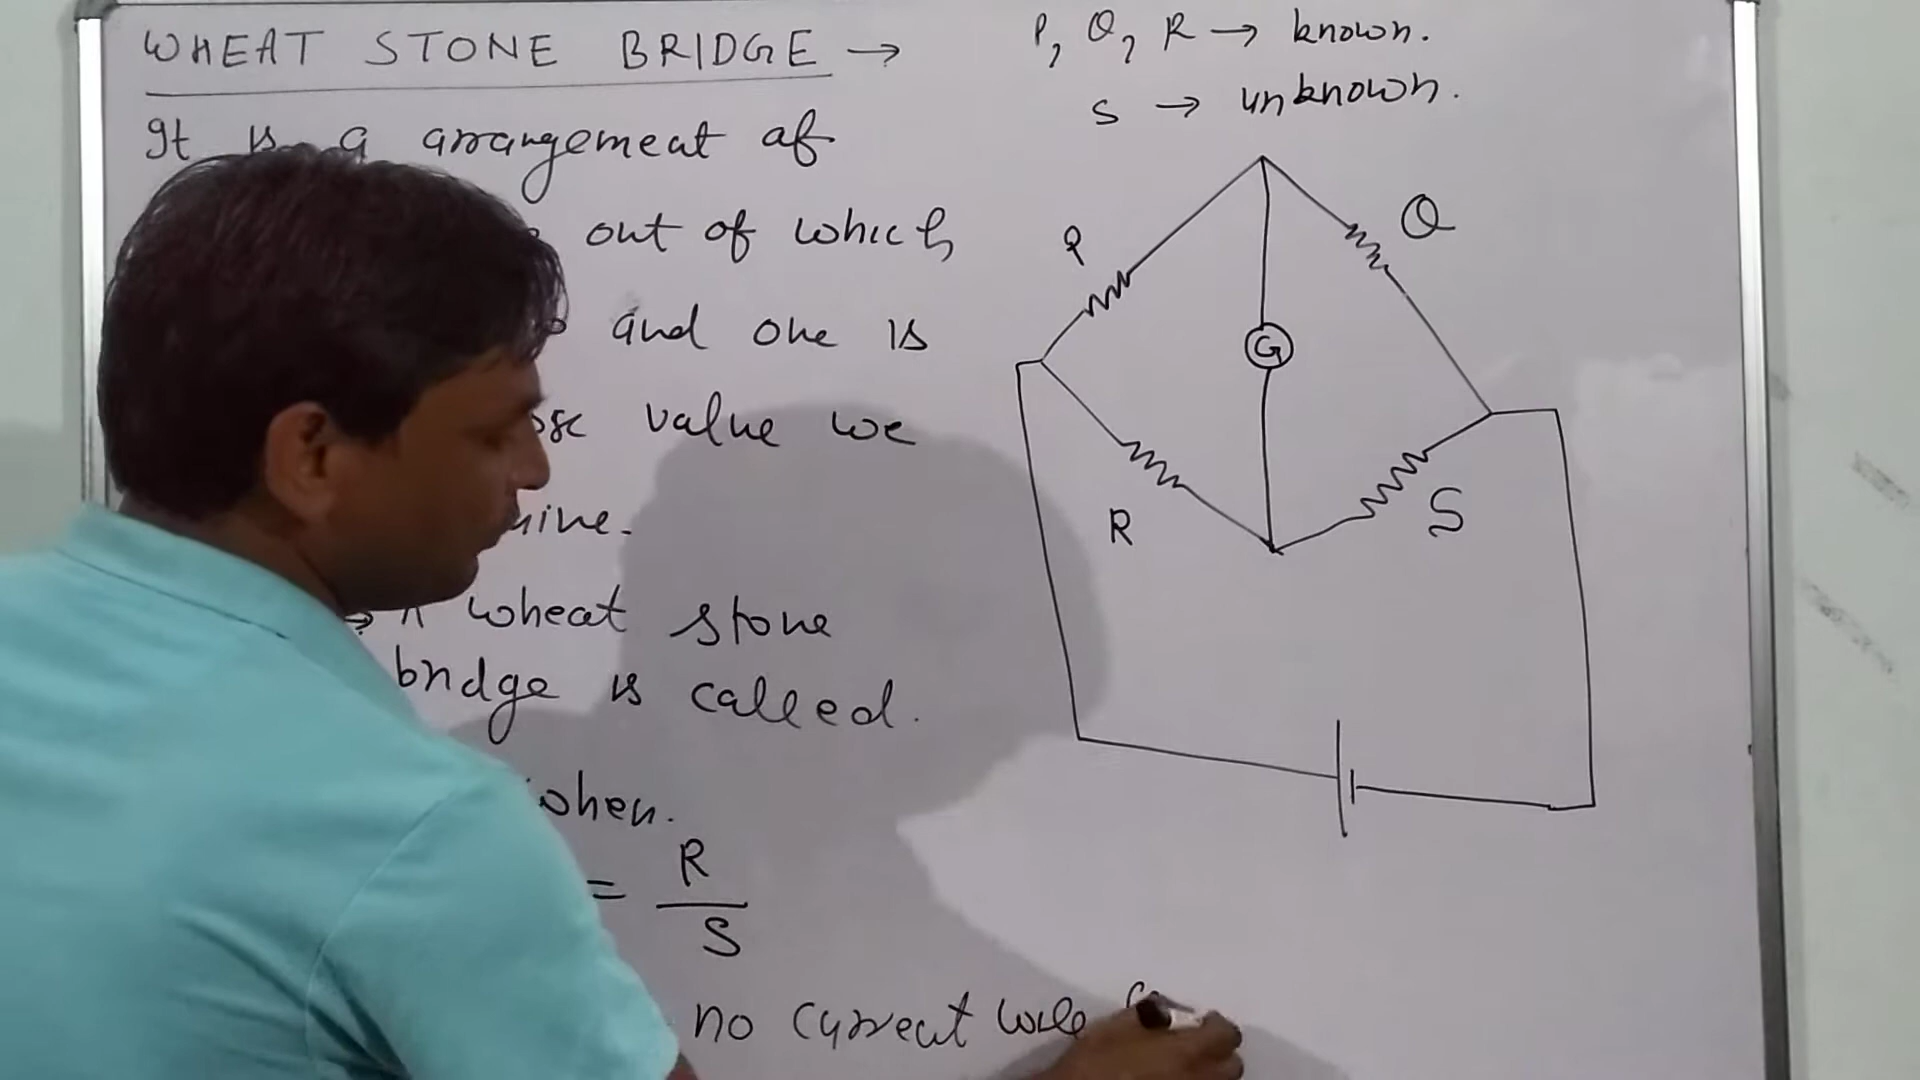 WHEAT STONE BRIDGE →
It is a arrangement of
out of which
and one is
value we
wheat stone
bridge is called.
when.
= R
S
no current will
P, Q, R → known.
S → unknown.
P
Q
G
R
S